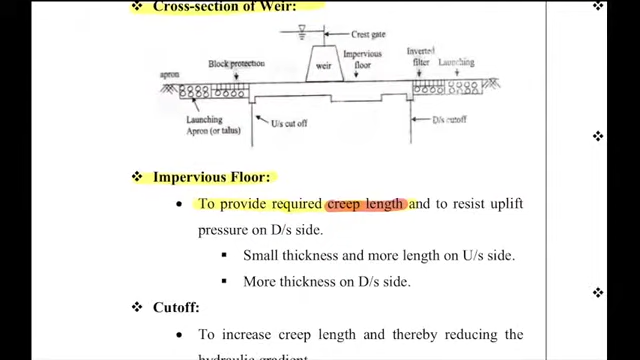 ❖ Cross-section of Weir:
Crest gate
Block protection
weir
Impervious floor
Inverted filter
Launching
apron
Launching Apron (or talus)
U/s cut off
D/s cutoff
❖ Impervious Floor:
• To provide required creep length and to resist uplift
pressure on D/s side.
▪ Small thickness and more length on U/s side.
▪ More thickness on D/s side.
❖ Cutoff:
• To increase creep length and thereby reducing the
hydraulic gradient.